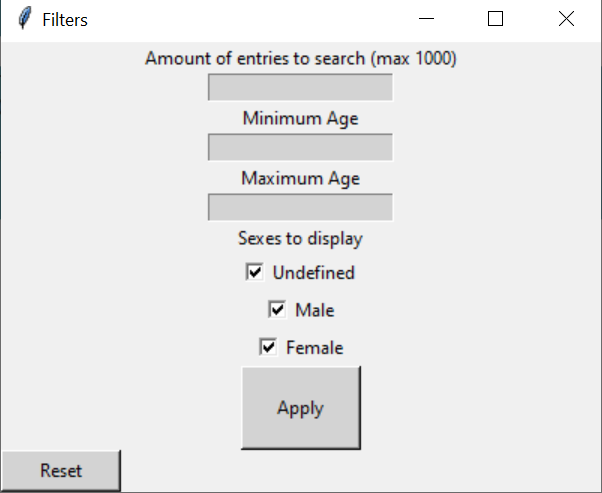 Filters
Amount of entries to search (max 1000)
Minimum Age
Maximum Age
Sexes to display
Undefined
Male
Female
Apply
Reset